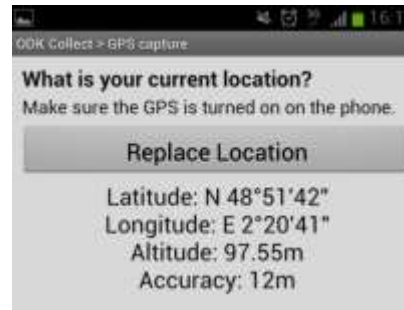 16:1
ODK Collect > GPS capture
What is your current location?
Make sure the GPS is turned on on the phone.
Replace Location
Latitude: N 48°51'42"
Longitude: E 2°20'41"
Altitude: 97.55m
Accuracy: 12m